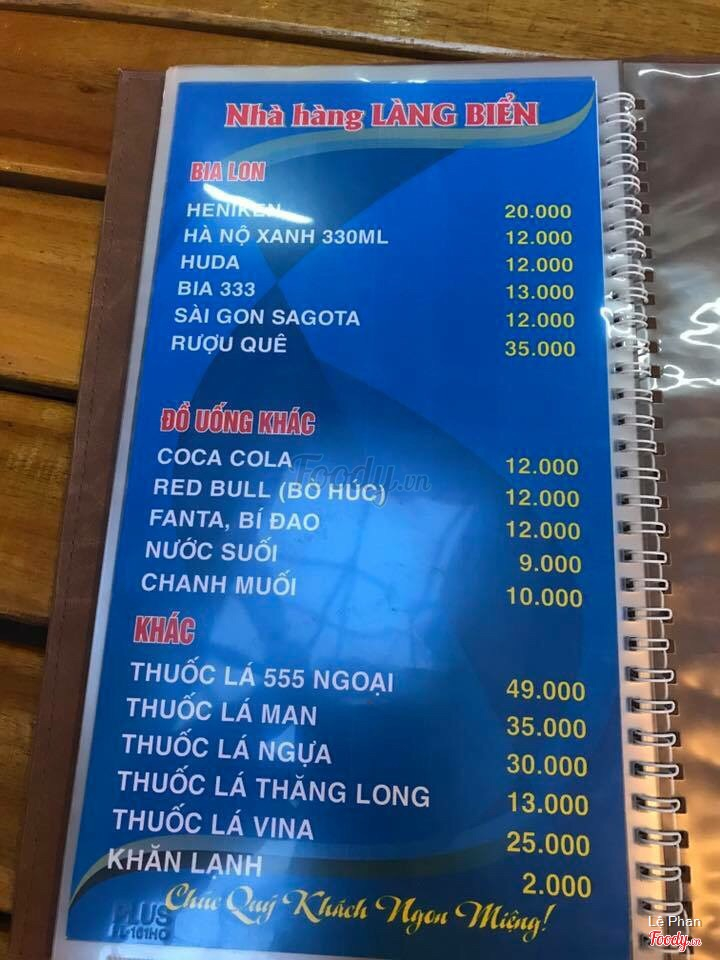 Nhà hàng LÀNG BIỂN
BIA LON
HENIKEN 20.000
HÀ NỘ XANH 330ML 12.000
HUDA 12.000
BIA 333 13.000
SÀI GON SAGOTA 12.000
RƯỢU QUÊ 35.000
ĐỒ UỐNG KHÁC
COCA COLA 12.000
Foody.vn
RED BULL (BÒ HÚC) 12.000
FANTA, BÍ ĐAO 12.000
NƯỚC SUỐI 9.000
CHANH MUỐI 10.000
KHÁC
THUỐC LÁ 555 NGOẠI 49.000
THUỐC LÁ MAN 35.000
THUỐC LÁ NGỰA 30.000
THUỐC LÁ THĂNG LONG 13.000
THUỐC LÁ VINA 25.000
KHĂN LẠNH 2.000
Chúc Quý Khách Ngon Miệng!
PLUS
Lê Phan
Foody.vn